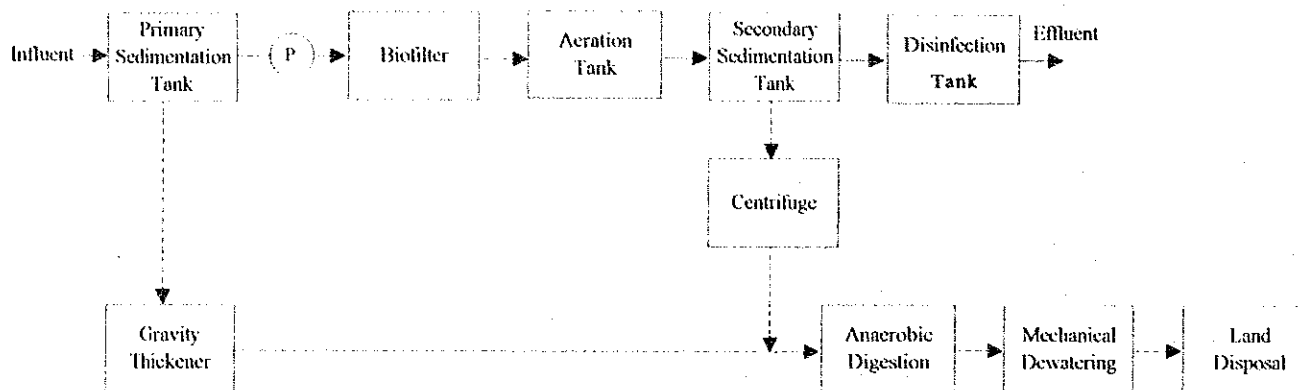 Influent
Primary
Sedimentation
Tank
P
Biofilter
Aeration
Tank
Secondary
Sedimentation
Tank
Disinfection
Tank
Effluent
Centrifuge
Gravity
Thickener
Anaerobic
Digestion
Mechanical
Dewatering
Land
Disposal